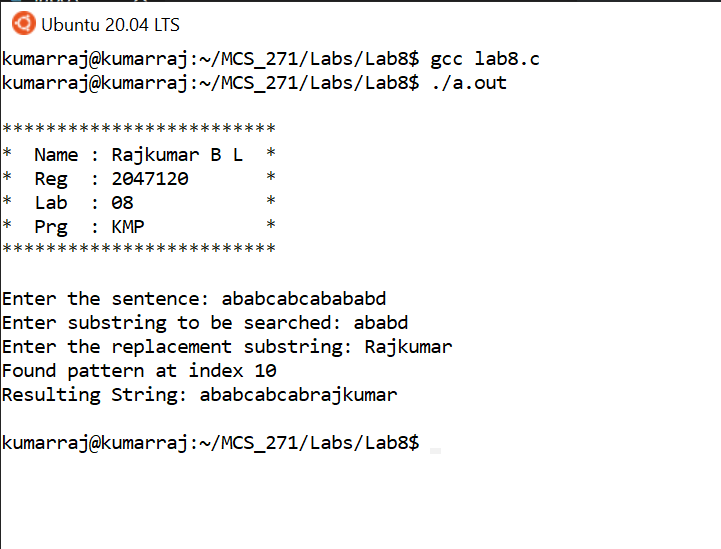 Ubuntu 20.04 LTS
kumarraj@kumarraj:~/MCS_271/Labs/Lab8$ gcc lab8.c
kumarraj@kumarraj:~/MCS_271/Labs/Lab8$ ./a.out
*************************
*  Name : Rajkumar B L  *
*  Reg  : 2047120       *
*  Lab  : 08            *
*  Prg  : KMP           *
*************************
Enter the sentence: ababcabcabababd
Enter substring to be searched: ababd
Enter the replacement substring: Rajkumar
Found pattern at index 10
Resulting String: ababcabcabrajkumar
kumarraj@kumarraj:~/MCS_271/Labs/Lab8$